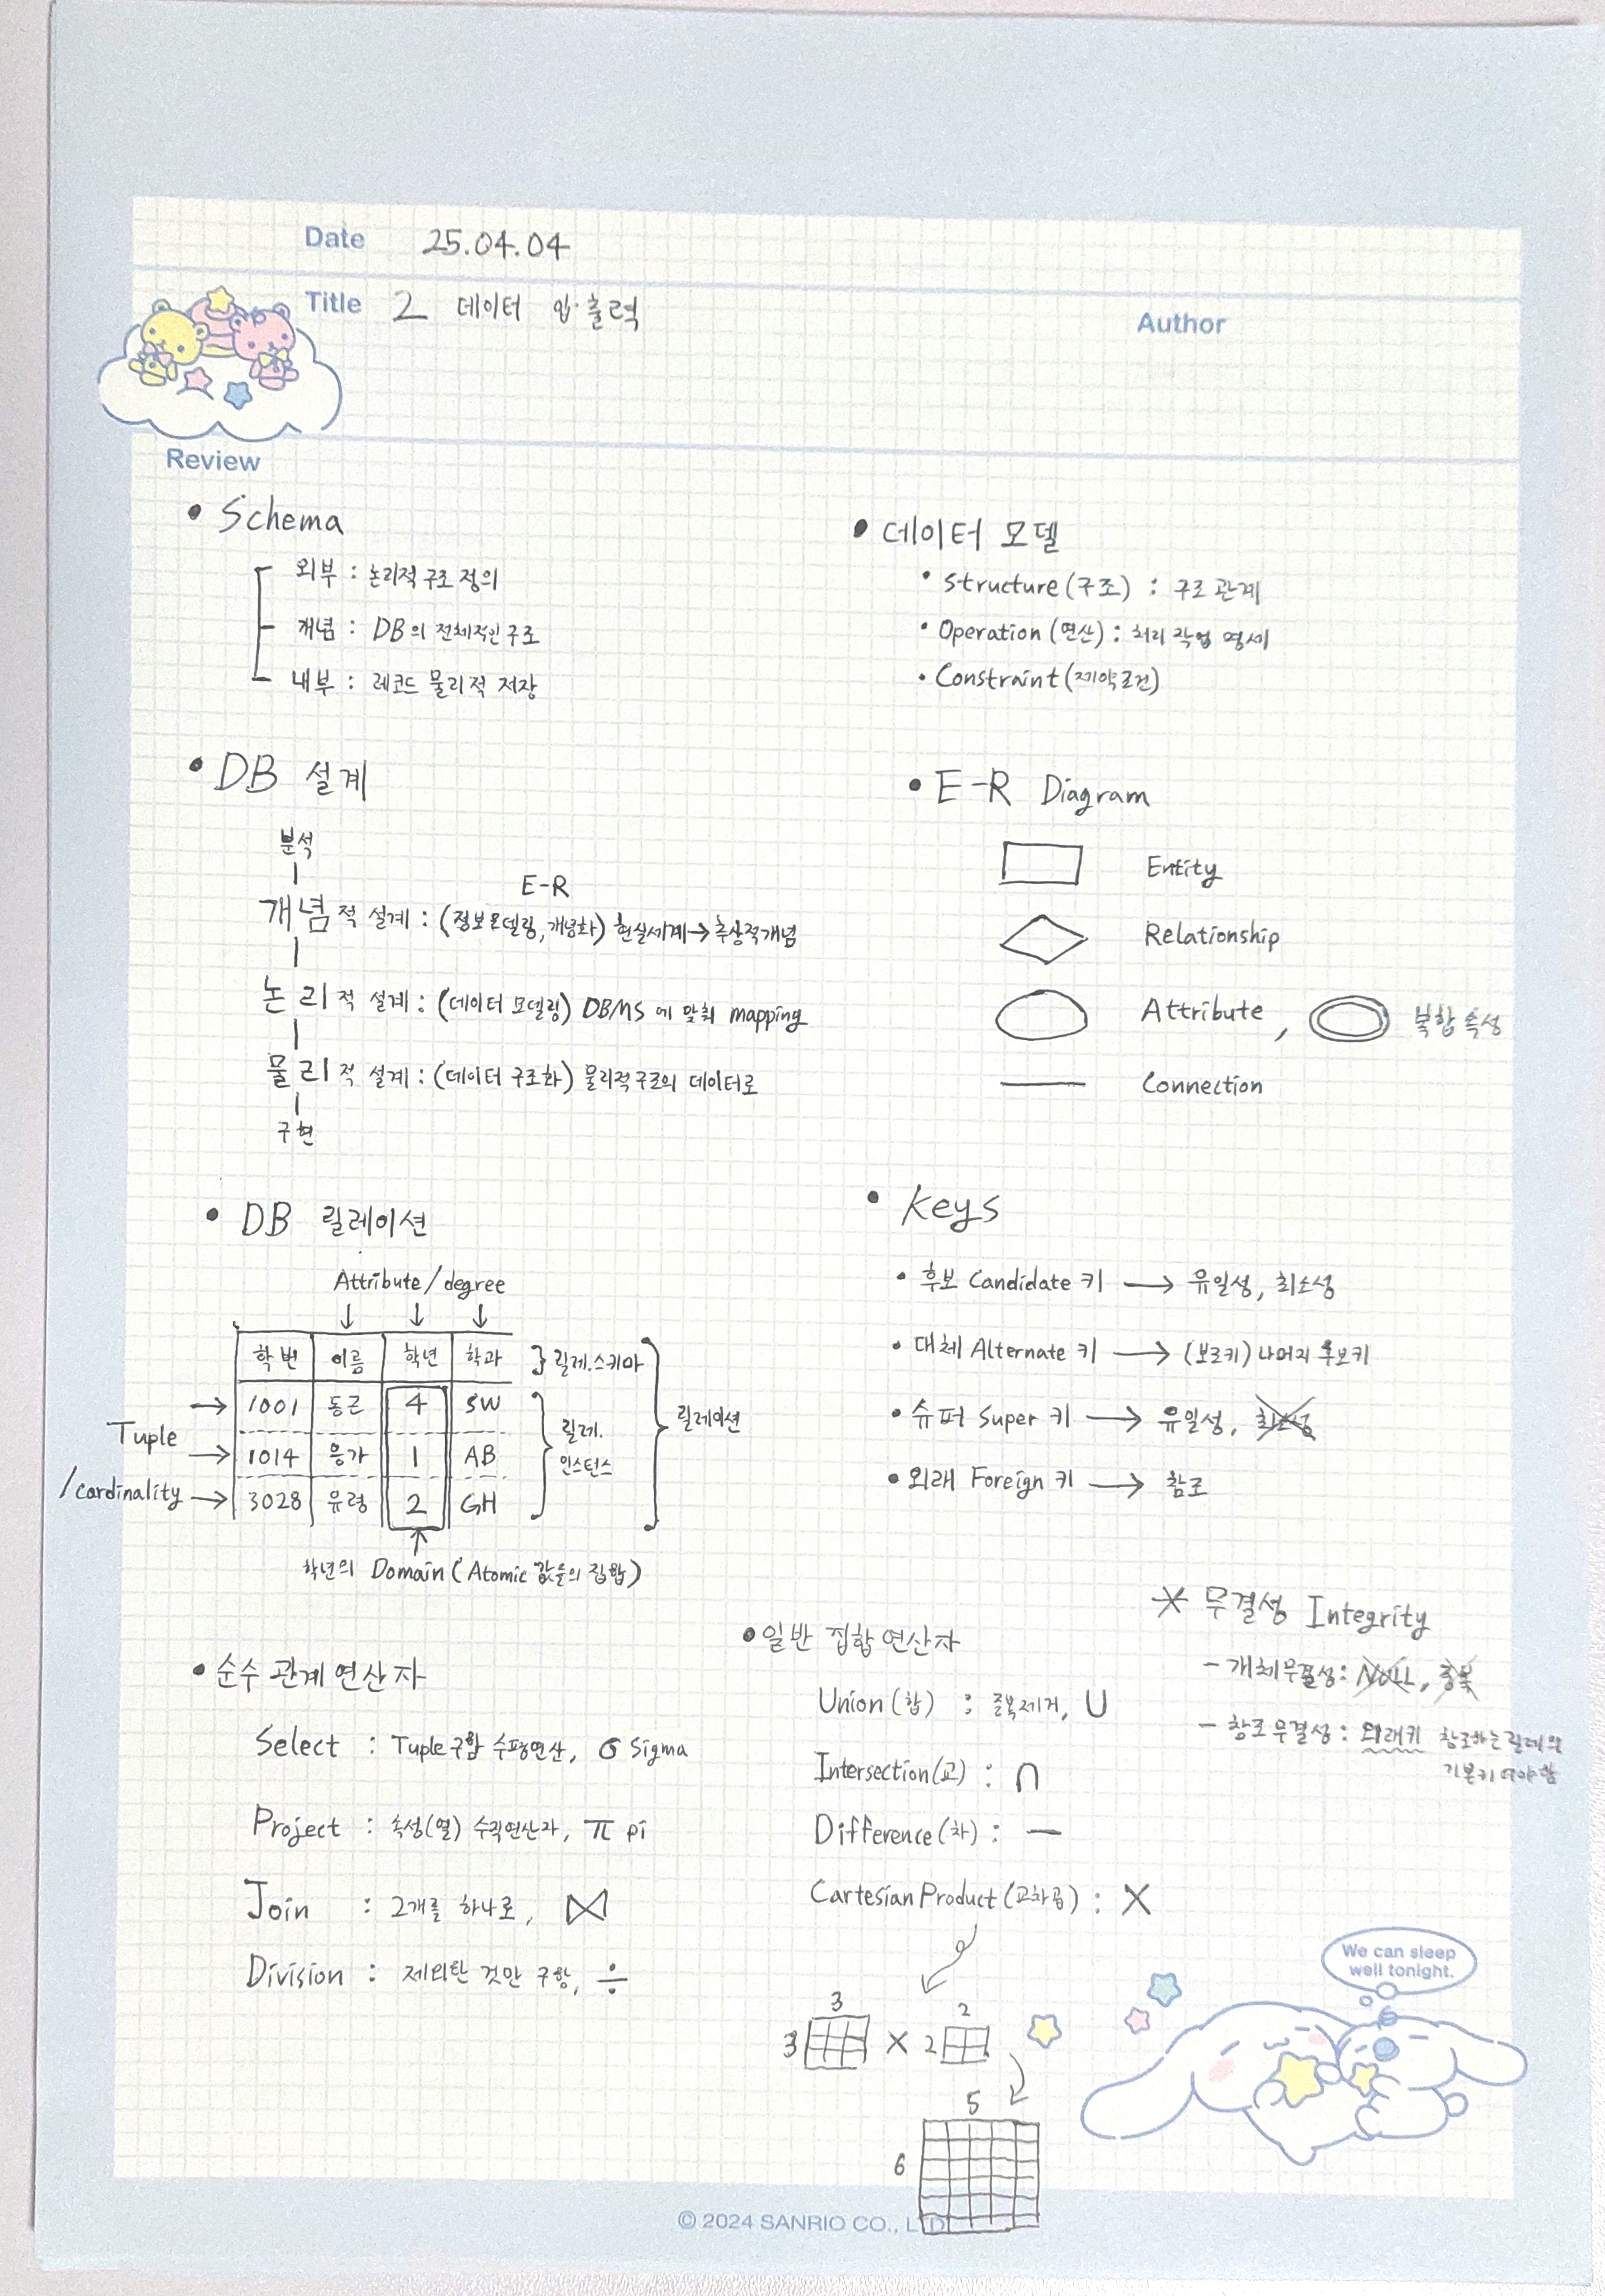 Date 25.04.04
Title 2 데이터 입·출력
Author
Review
• Schema
외부 : 논리적 구조 정의
개념 : DB의 전체적인 구조
내부 : 레코드 물리적 저장
• 데이터 모델
• Structure(구조) : 구조 관계
• Operation(연산) : 처리 작업 명세
• Constraint(제약조건)
• DB 설계
분석
E-R
개념적 설계 : (정보모델링, 개념화) 현실세계→추상적개념
논리적 설계 : (데이터 모델링) DBMS에 맞춰 mapping
물리적 설계 : (데이터 구조화) 물리적구조의 데이터로
구현
• E-R Diagram
Entity
Relationship
Attribute , 복합속성
Connection
• DB 릴레이션
Attribute/degree
↓ ↓ ↓
학번 이름 학년 학과 } 릴레.스키마
→ 1001 동근 4 SW
Tuple → 1014 응가 1 AB
/cardinality → 3028 유령 2 GH
릴레.
인스턴스
릴레이션
학년의 Domain(Atomic 값들의 집합)
• Keys
• 후보 Candidate 키 → 유일성, 최소성
• 대체 Alternate 키 → (보조키) 나머지 후보키
• 슈퍼 Super 키 → 유일성, 최소성
• 외래 Foreign 키 → 참조
* 무결성 Integrity
- 개체무결성: NULL, 중복
- 참조무결성 : 외래키 참조하는 릴레의
기본키여야함
• 순수 관계 연산자
Select : Tuple구함 수평연산, σ Sigma
Project : 속성(열) 수직연산자, π pi
Join : 2개를 하나로, ⋈
Division : 제외한 것만 구함, ÷
• 일반 집합연산자
Union(합) : 중복제거, ∪
Intersection(교) : ∩
Difference(차) : —
Cartesian Product(교차곱) : ×
3 2
3 × 2
5
6
We can sleep
well tonight.
© 2024 SANRIO CO., LTD